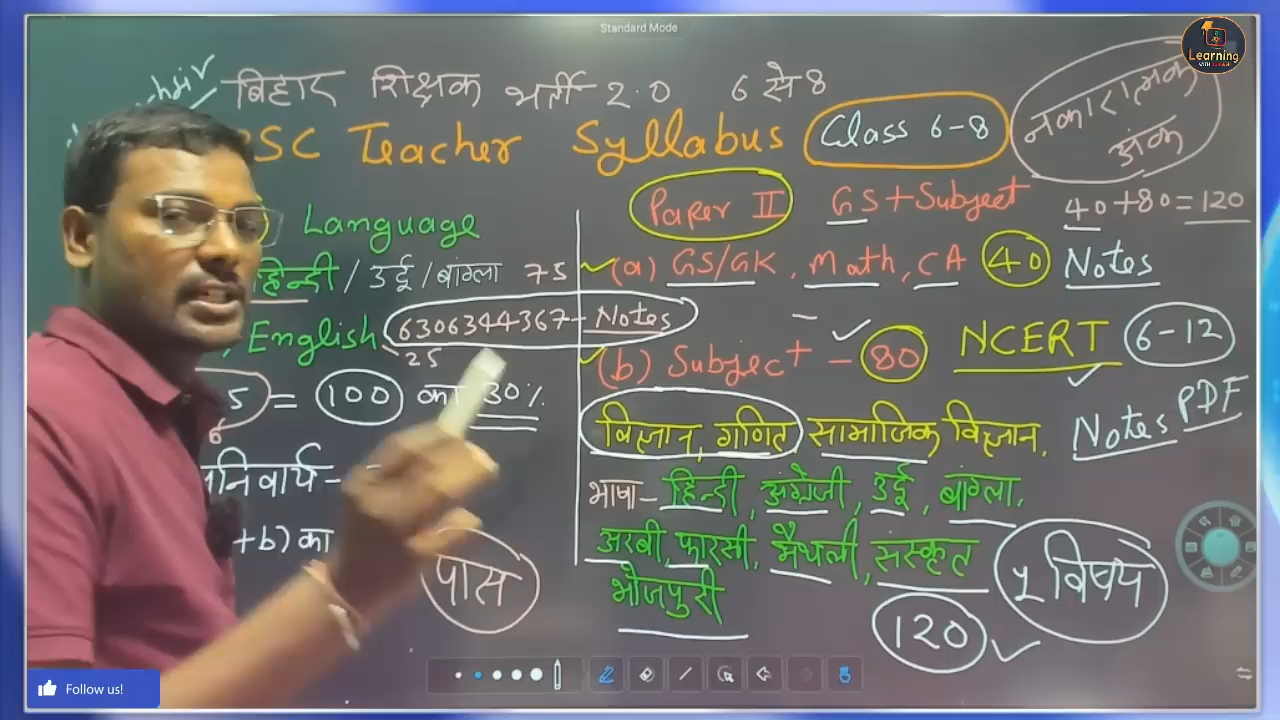 Standard Mode
Learning
बिहार शिक्षक भर्ती 2.0 6 से 8
नकारात्मक
अंक
SC Teacher Syllabus Class 6-8
Paper II GS+Subject 40+80=120
Language
हिन्दी / उर्दू / बांग्ला 75
(a) GS/GK, Math, CA 40 Notes
English 6306344367- Notes
25
(b) Subject - 80 NCERT 6-12
5 = 100 का 30%
विज्ञान, गणित सामाजिक विज्ञान, Notes PDF
निवार्य-
भाषा- हिन्दी, अंग्रेजी, उर्दू, बांग्ला,
+b) का
अरबी, फारसी, मैथली, संस्कृत
पास
भोजपुरी
विषय
120
Follow us!